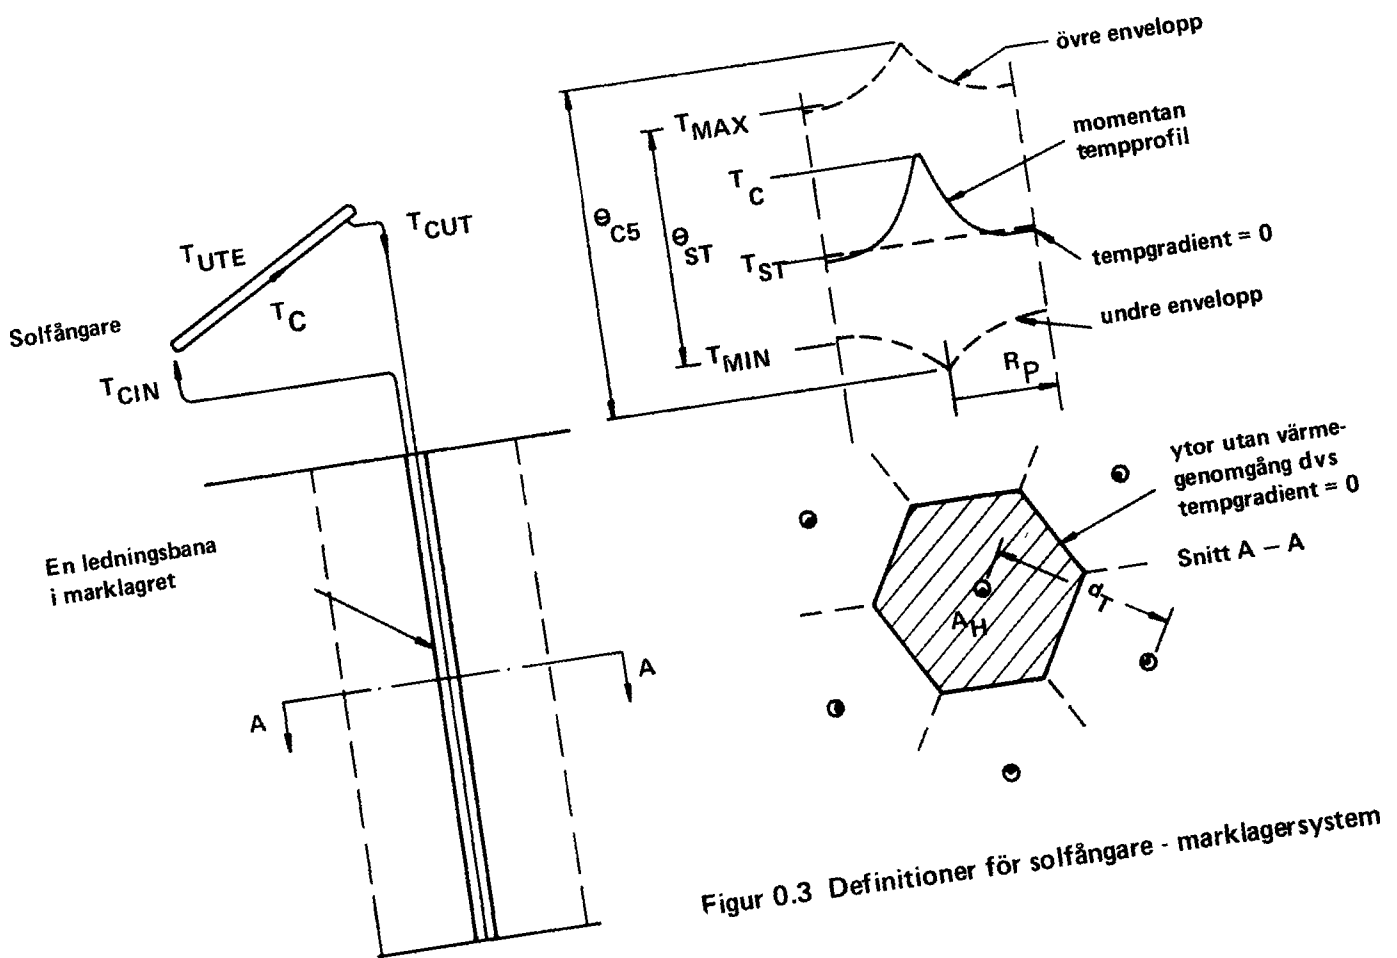 övre envelopp
T_MAX
momentan
tempprofil
T_C
θ_C5
θ_ST
T_CUT
T_UTE
T_ST
tempgradient = 0
T_C
Solfångare
undre envelopp
T_MIN
R_P
T_CIN
ytor utan värme-
genomgång dvs
tempgradient = 0
Snitt A – A
En ledningsbana
i marklagret
d_T
A_H
A
A
Figur 0.3 Definitioner för solfångare - marklagersystem